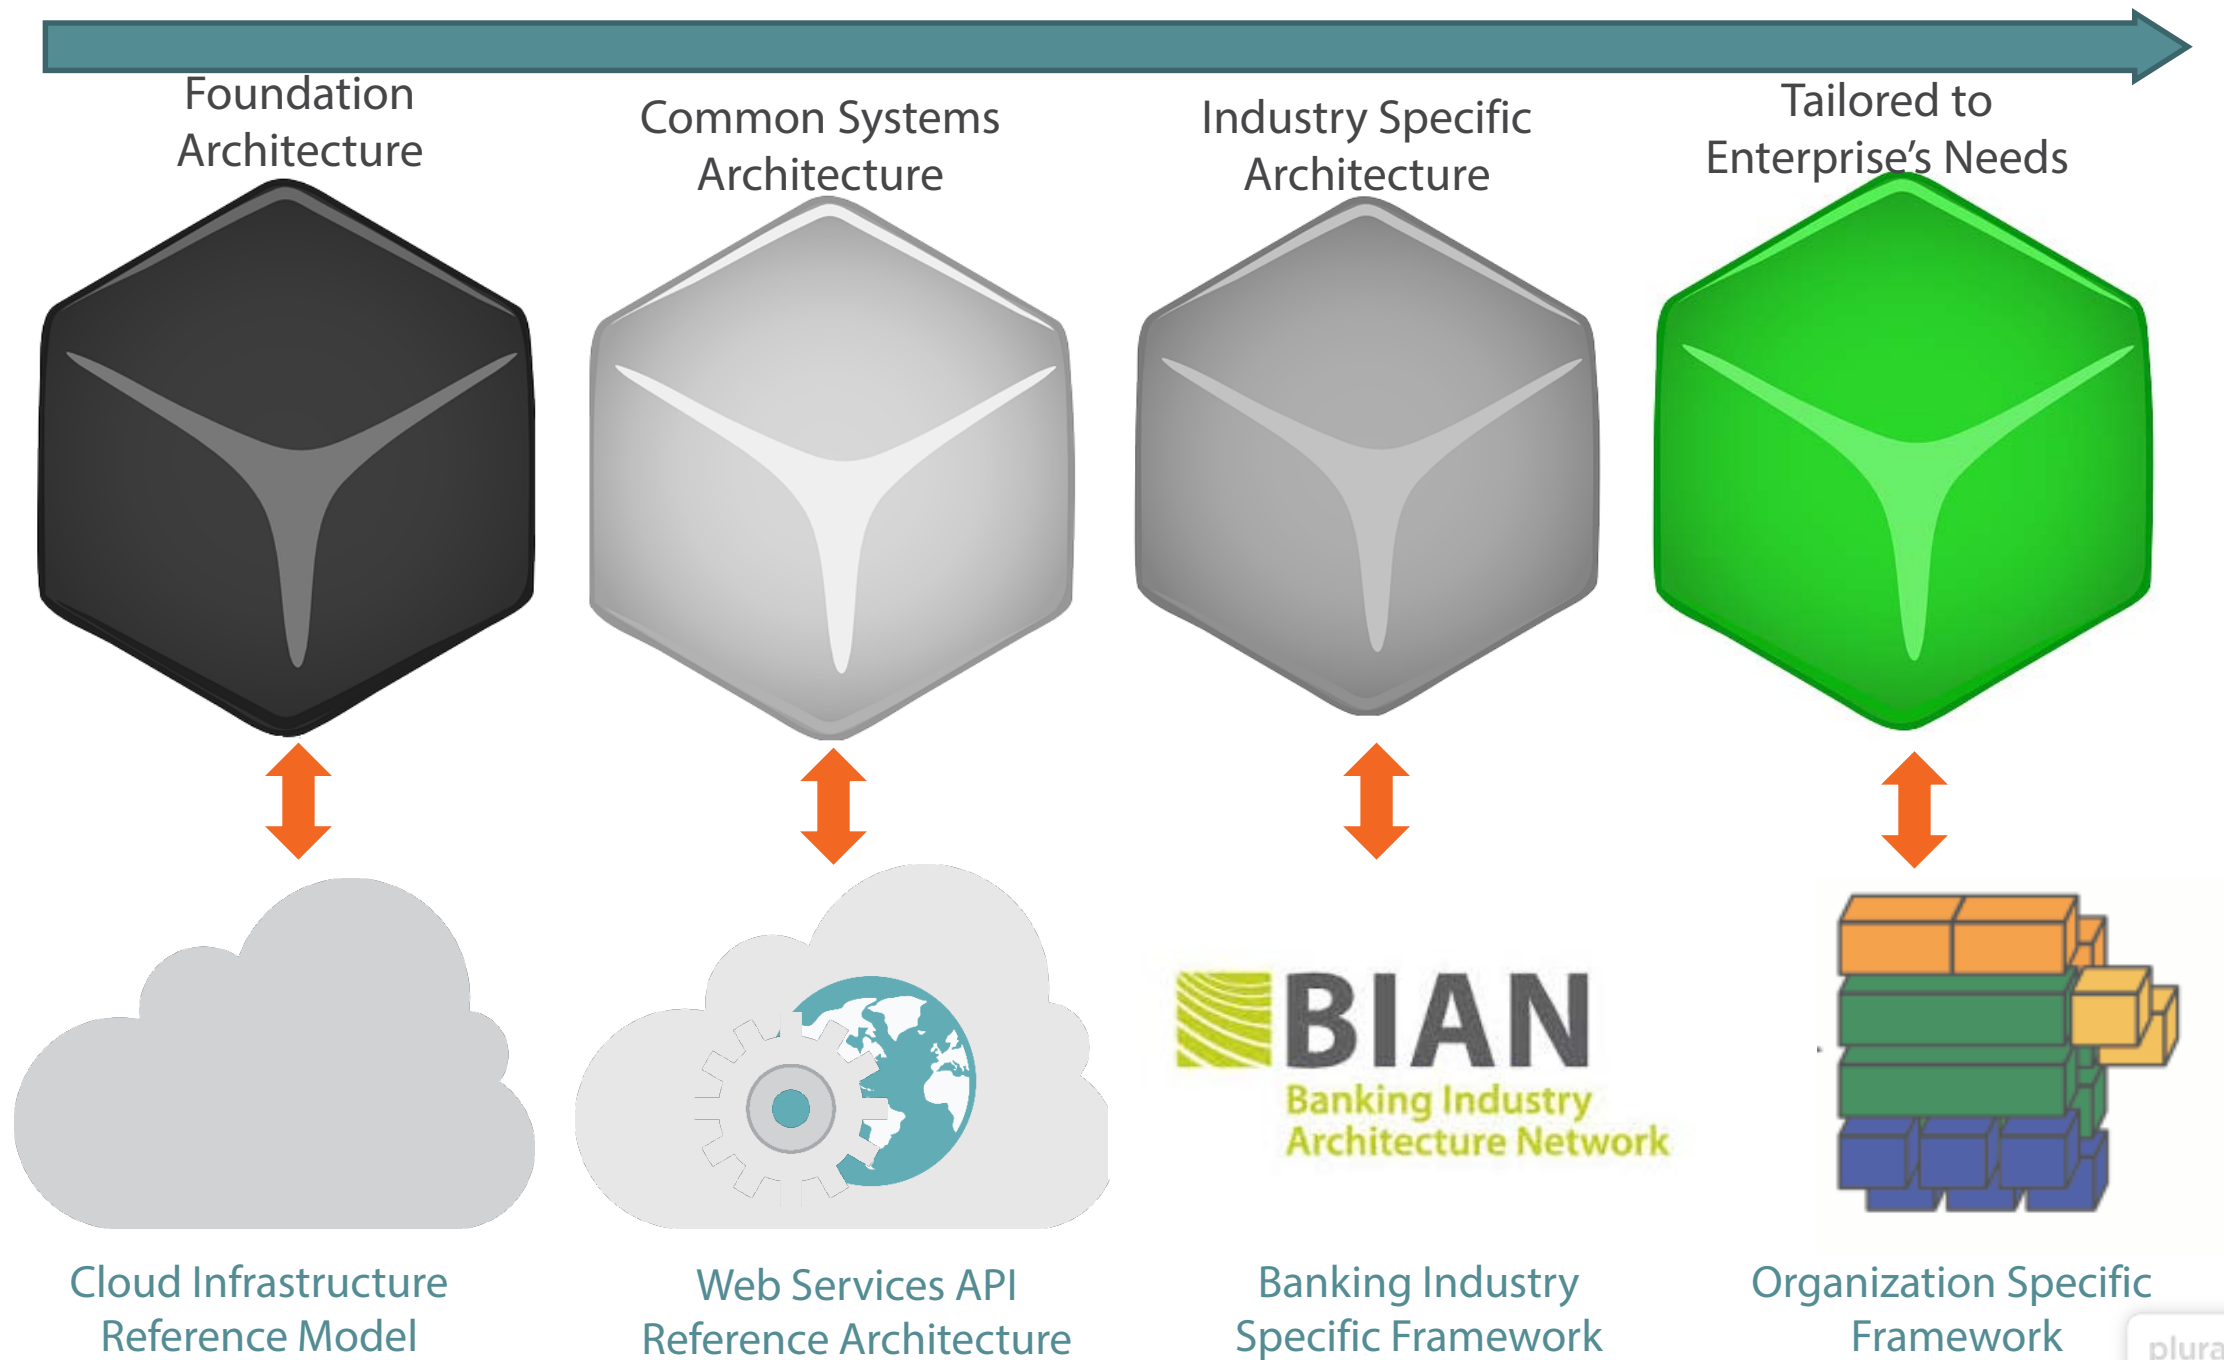 Foundation
Architecture
Common Systems
Architecture
Industry Specific
Architecture
Tailored to
Enterprise's Needs
BIAN
Banking Industry
Architecture Network
Cloud Infrastructure
Reference Model
Web Services API
Reference Architecture
Banking Industry
Specific Framework
Organization Specific
Framework